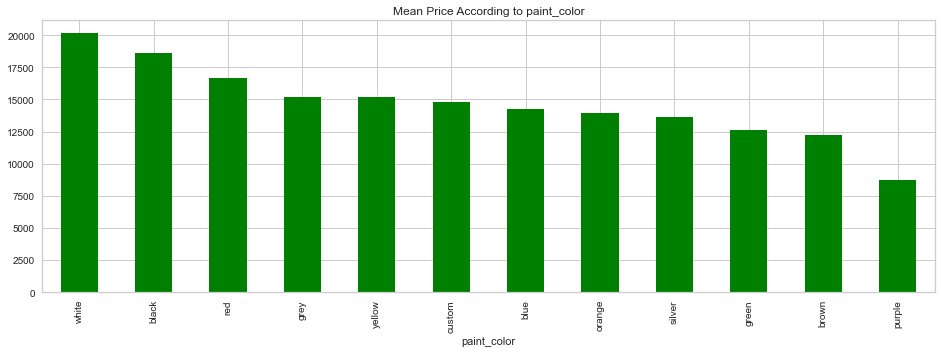 Mean Price According to paint_color
20000
17500
15000
12500
10000
7500
5000
2500
0
white
black
red
grey
yellow
custom
blue
orange
silver
green
brown
purple
paint_color